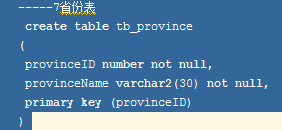 -----7省份表
create table tb_province
(
provinceID number not null,
provinceName varchar2(30) not null,
primary key (provinceID)
)